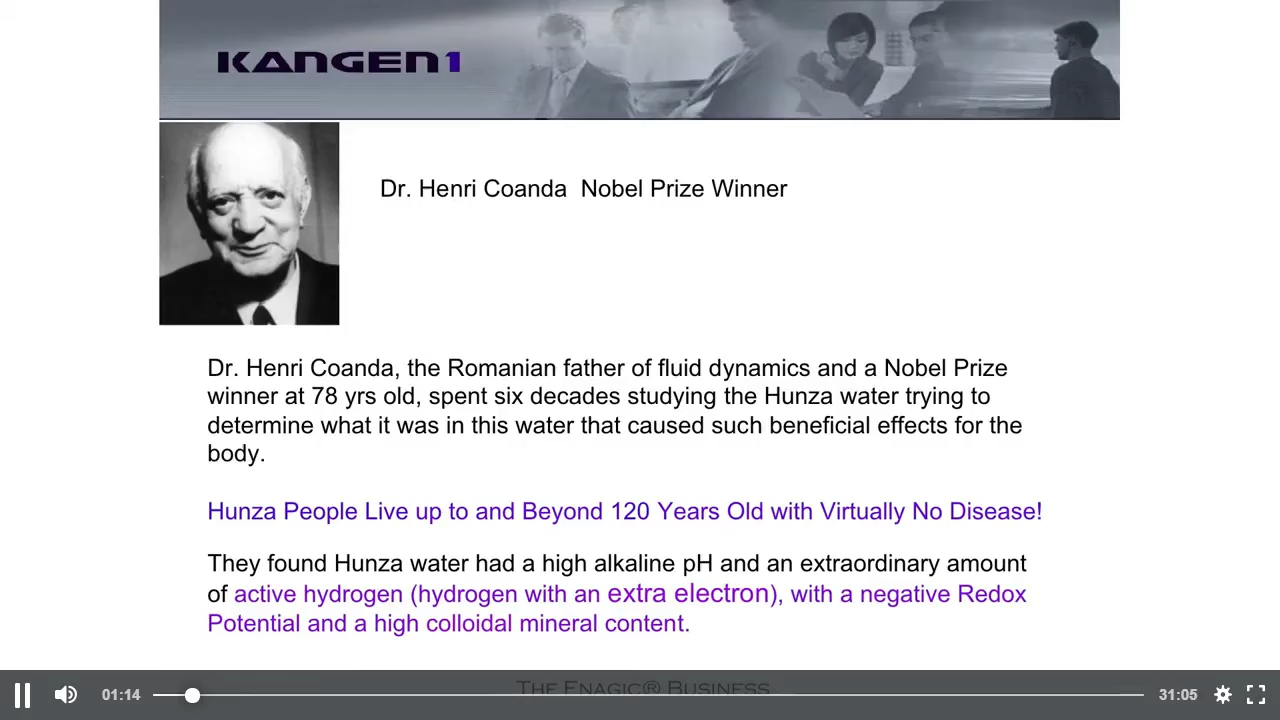 KANGEN1
Dr. Henri Coanda Nobel Prize Winner
Dr. Henri Coanda, the Romanian father of fluid dynamics and a Nobel Prize
winner at 78 yrs old, spent six decades studying the Hunza water trying to
determine what it was in this water that caused such beneficial effects for the
body.
Hunza People Live up to and Beyond 120 Years Old with Virtually No Disease!
They found Hunza water had a high alkaline pH and an extraordinary amount
of active hydrogen (hydrogen with an extra electron), with a negative Redox
Potential and a high colloidal mineral content.
The Enagic® Business
01:14
31:05